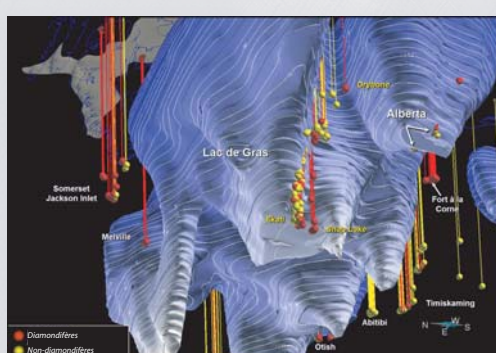 Drybone
Alberta
Lac de Gras
Fort à la
Corne
Somerset
Jackson Inlet
Ekati
Snap Lake
Melville
Timiskaming
Abitibi
N W
E S
Otish
Diamondifères
Non-diamondifères